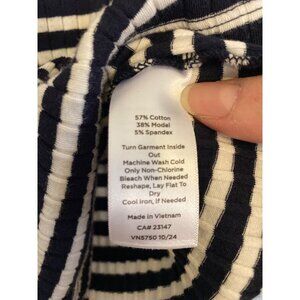 57% Cotton
38% Modal
5% Spandex
Turn Garment Inside
Out
Machine Wash Cold
Only Non-Chlorine
Bleach When Needed
Reshape, Lay Flat To
Dry
Cool Iron, If Needed
Made in Vietnam
CA# 23147
VN5750 10/24